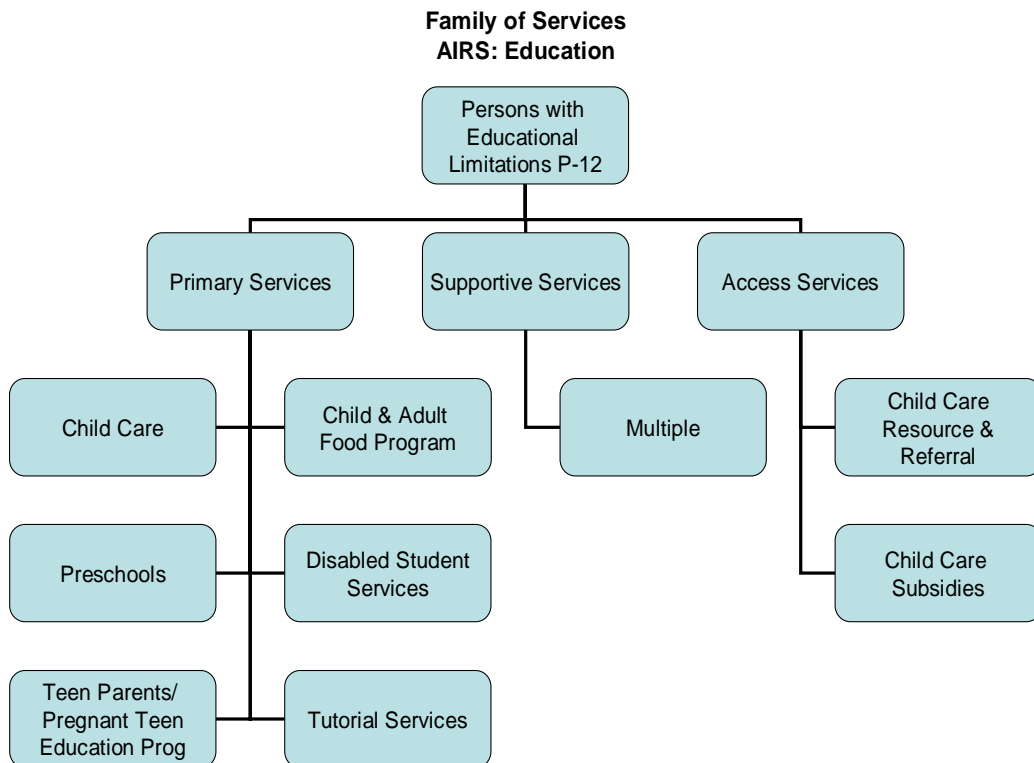 Family of Services
AIRS: Education
Persons with
Educational
Limitations P-12
Primary Services
Supportive Services
Access Services
Child Care
Child & Adult
Food Program
Multiple
Child Care
Resource &
Referral
Preschools
Disabled Student
Services
Child Care
Subsidies
Teen Parents/
Pregnant Teen
Education Prog
Tutorial Services